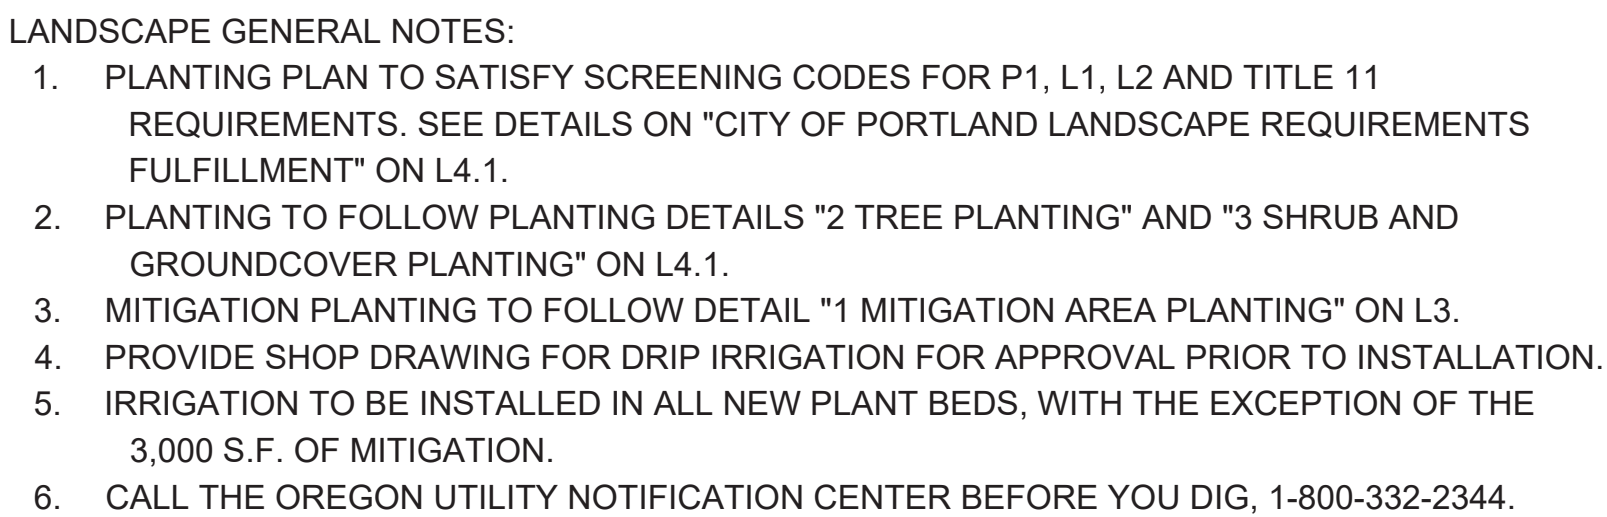 LANDSCAPE GENERAL NOTES:
1. PLANTING PLAN TO SATISFY SCREENING CODES FOR P1, L1, L2 AND TITLE 11
REQUIREMENTS. SEE DETAILS ON "CITY OF PORTLAND LANDSCAPE REQUIREMENTS
FULFILLMENT" ON L4.1.
2. PLANTING TO FOLLOW PLANTING DETAILS "2 TREE PLANTING" AND "3 SHRUB AND
GROUNDCOVER PLANTING" ON L4.1.
3. MITIGATION PLANTING TO FOLLOW DETAIL "1 MITIGATION AREA PLANTING" ON L3.
4. PROVIDE SHOP DRAWING FOR DRIP IRRIGATION FOR APPROVAL PRIOR TO INSTALLATION.
5. IRRIGATION TO BE INSTALLED IN ALL NEW PLANT BEDS, WITH THE EXCEPTION OF THE
3,000 S.F. OF MITIGATION.
6. CALL THE OREGON UTILITY NOTIFICATION CENTER BEFORE YOU DIG, 1-800-332-2344.